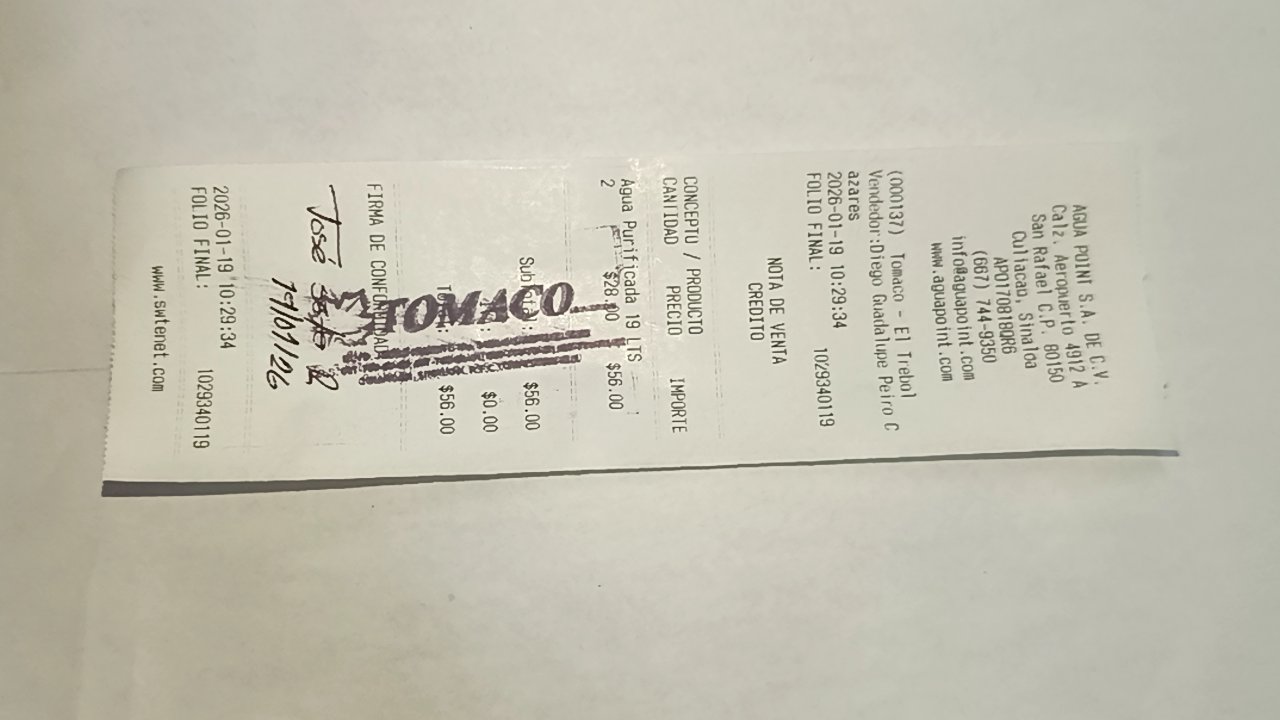 AGUA POINT S.A. DE C.V.
Calz. Aeropuerto 4912 A
San Rafael C.P. 80150
Culiacan, Sinaloa
APO170818DR6
(667) 744-9350
info@aguapoint.com
www.aguapoint.com
(000137) Tomaco - El Trebol
Vendedor:Diego Guadalupe Peiro C
azares
2026-01-19 10:29:34
FOLIO FINAL: 1029340119
NOTA DE VENTA
CREDITO
CONCEPTO / PRODUCTO
CANTIDAD PRECIO IMPORTE
Agua Purificada 19 LTS
2 $28.00 $56.00
Subtotal: $56.00
$0.00
$56.00
TOMACO
FIRMA DE
José
19/01/26
2026-01-19 10:29:34
FOLIO FINAL: 1029340119
www.swtenet.com